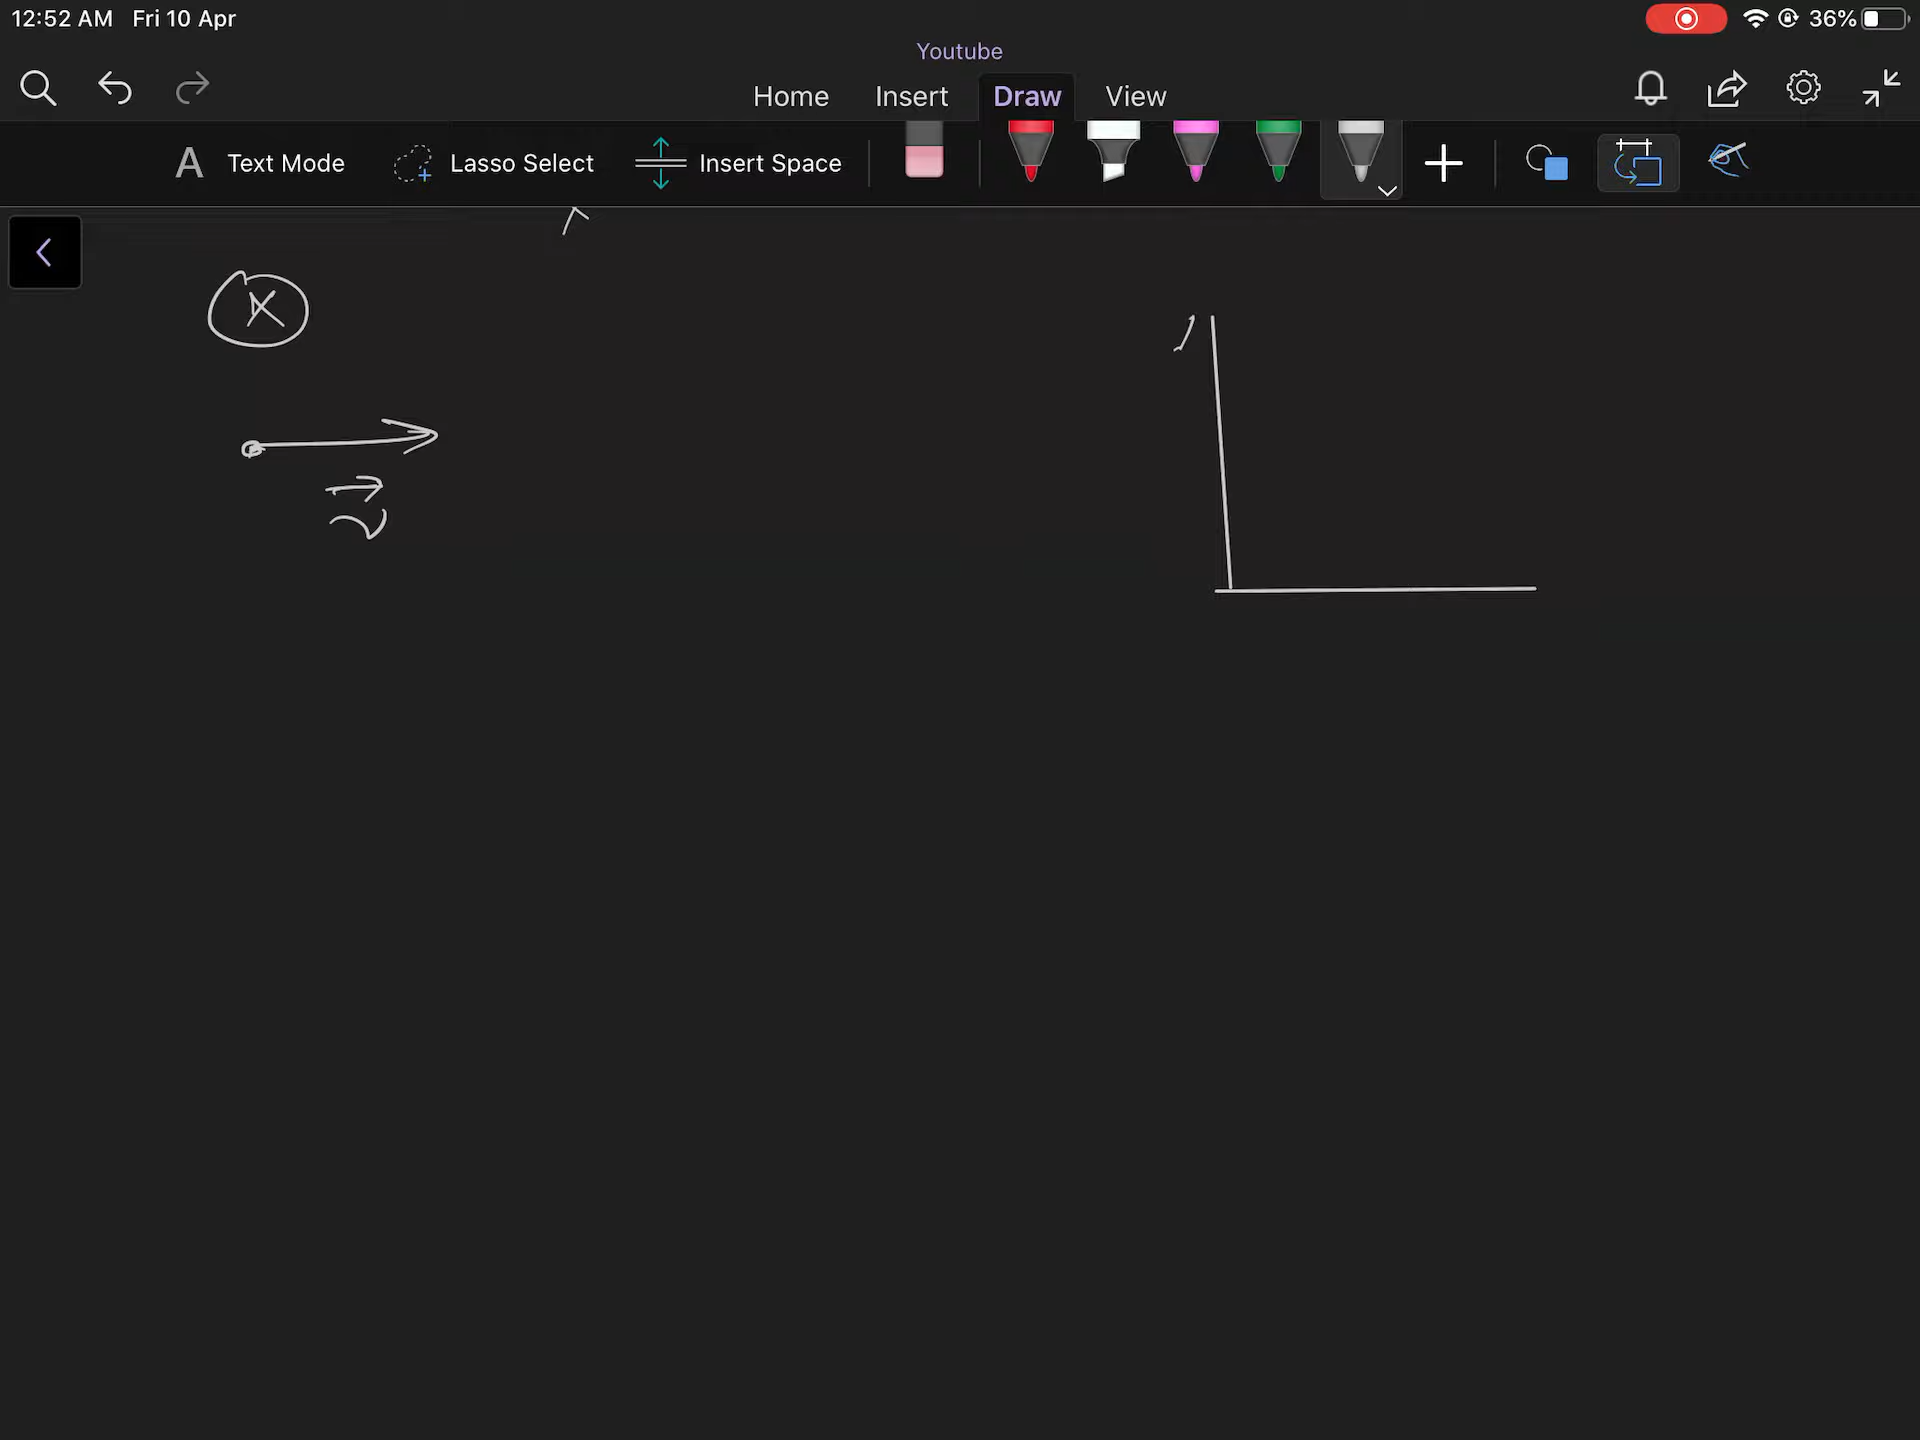 12:52 AM Fri 10 Apr
36%
Youtube
Home Insert Draw View
A Text Mode Lasso Select Insert Space
X